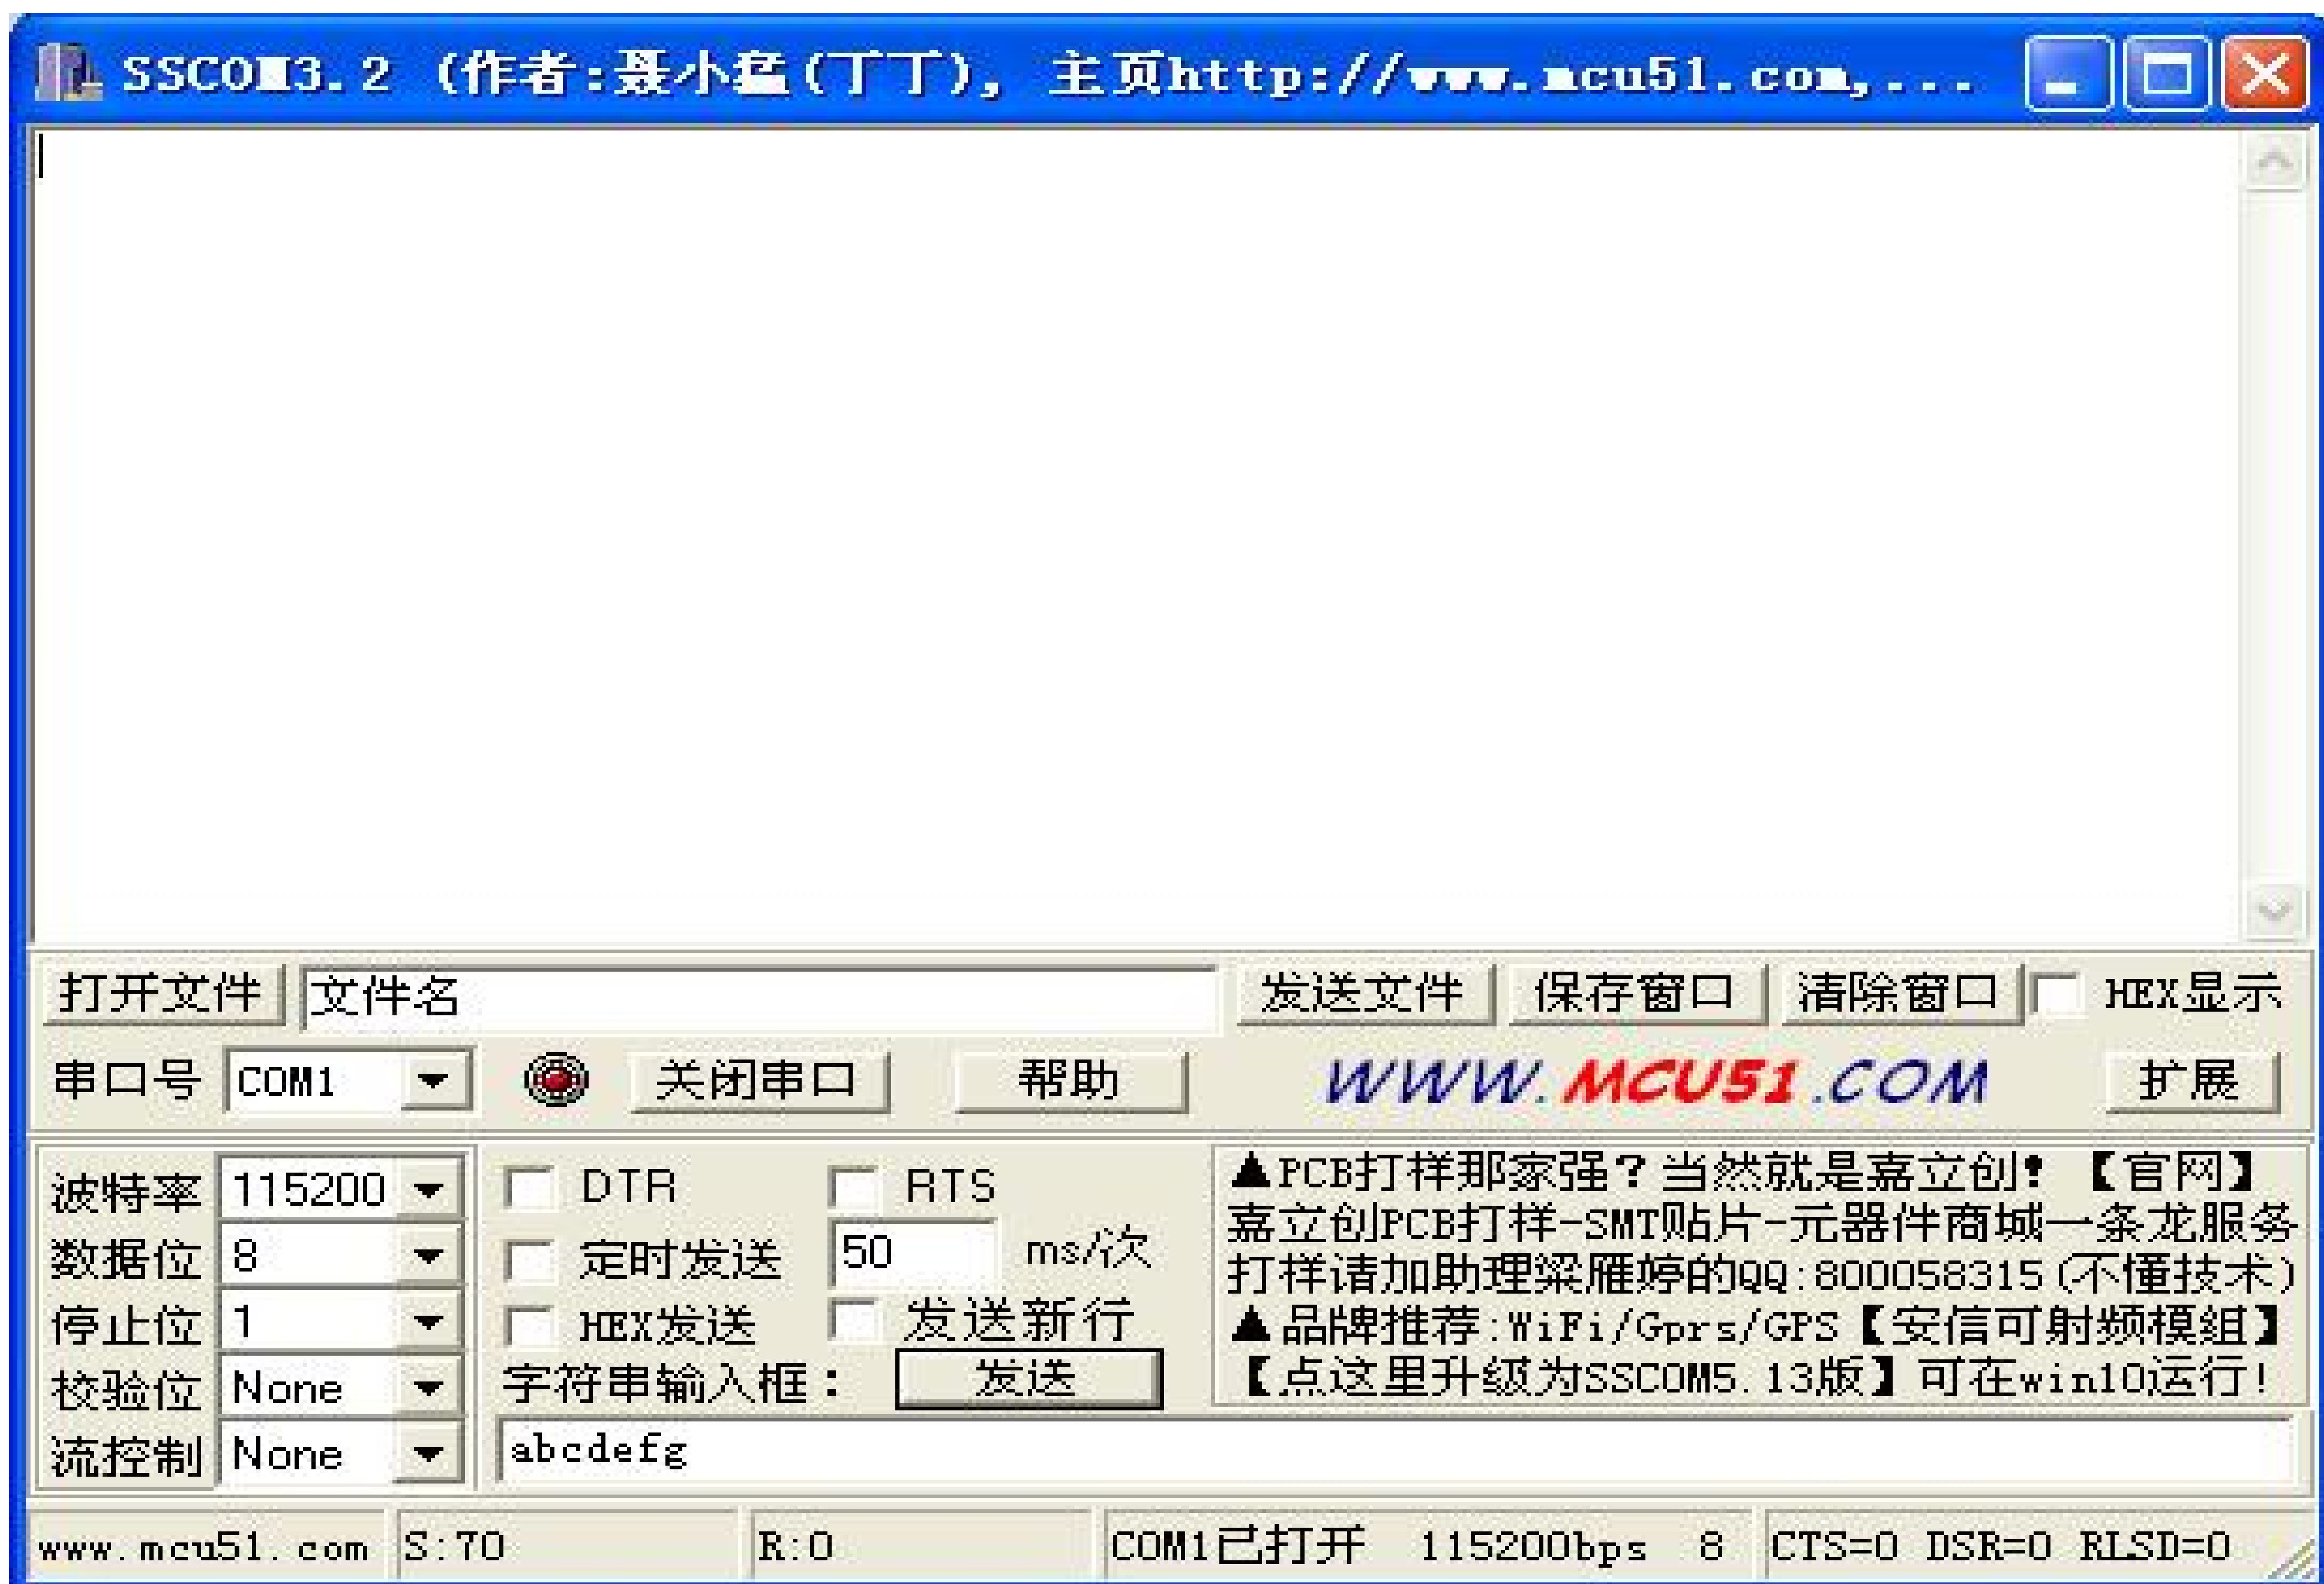 SSCOM3.2 (作者:聂小猛(丁丁), 主页http://www.mcu51.com,...
打开文件 文件名 发送文件 保存窗口 清除窗口 HEX显示
串口号 COM1 关闭串口 帮助 WWW.MCU51.COM 扩展
波特率 115200
数据位 8
停止位 1
校验位 None
流控制 None
DTR RTS
定时发送 50 ms/次
HEX发送 发送新行
字符串输入框: 发送
abcdefg
▲PCB打样那家强?当然就是嘉立创!【官网】
嘉立创PCB打样-SMT贴片-元器件商城一条龙服务
打样请加助理梁雁婷的QQ:800058315(不懂技术)
▲品牌推荐:WiFi/Gprs/GPS【安信可射频模组】
【点这里升级为SSCOM5.13版】可在win10运行!
www.mcu51.com S:70 R:0 COM1已打开 115200bps 8 CTS=0 DSR=0 RLSD=0